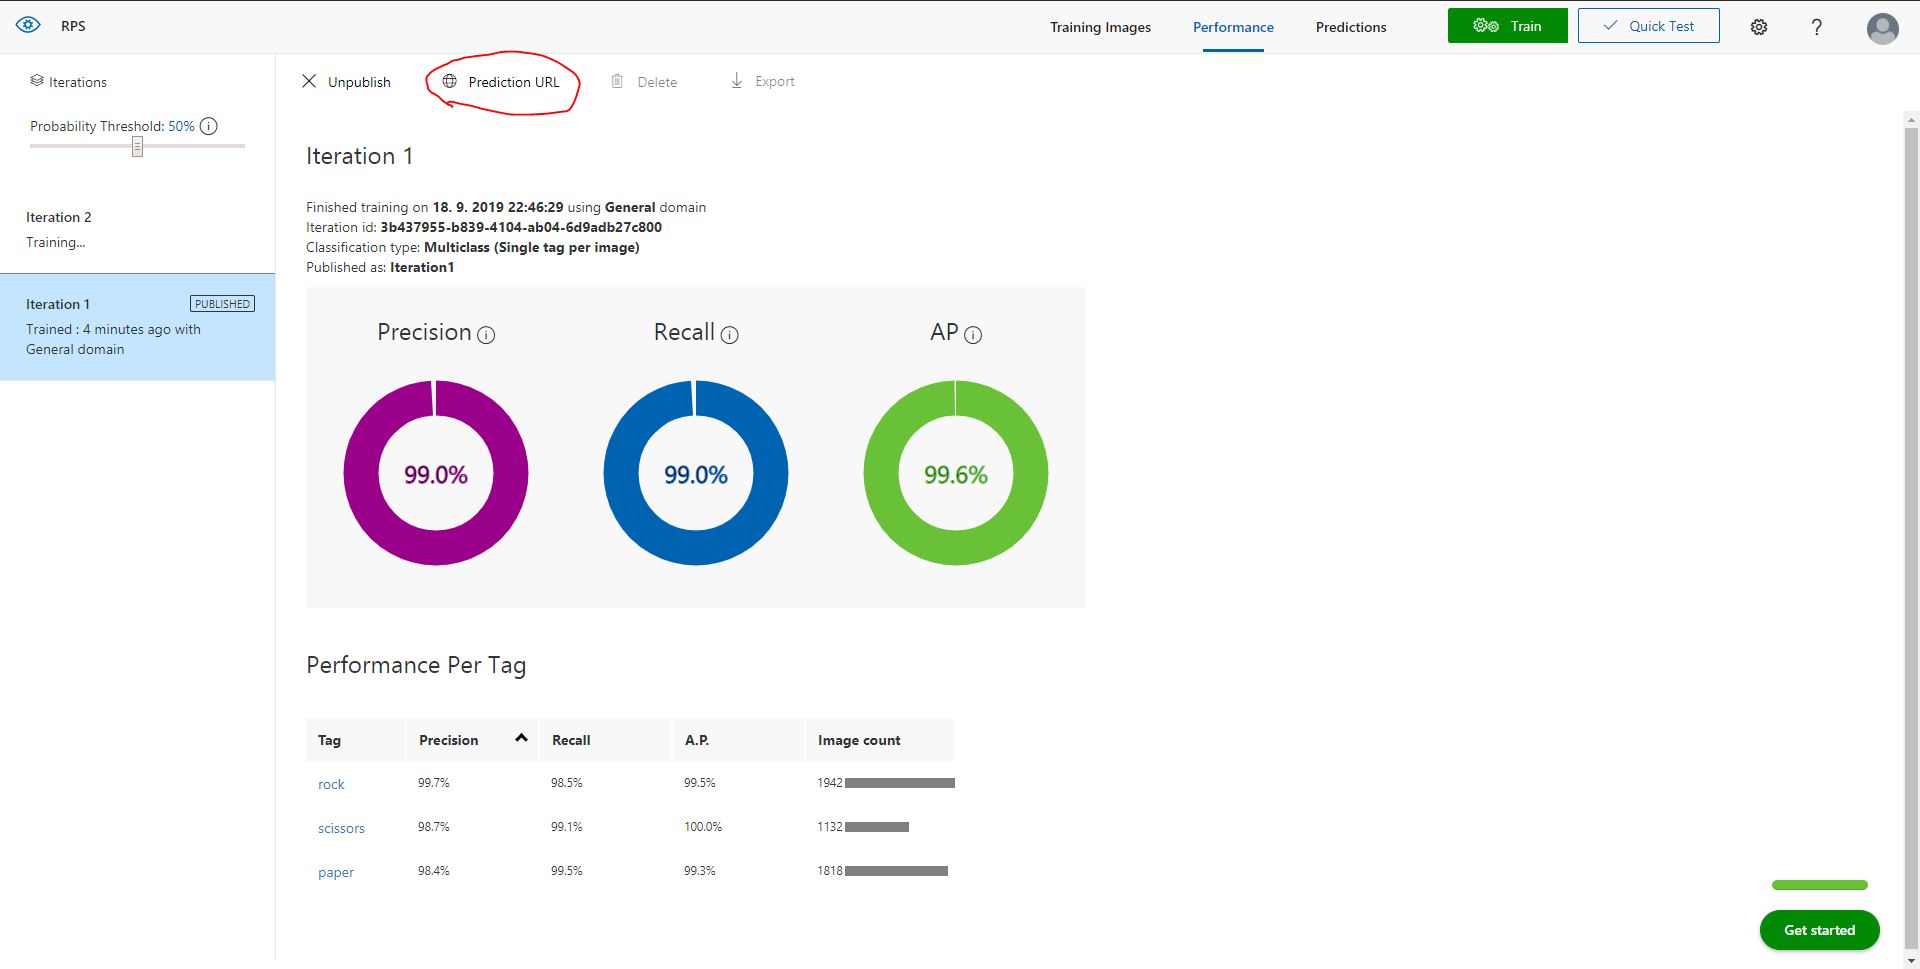 RPS
Training Images
Performance
Predictions
Train
Quick Test
?
Iterations
Unpublish
Prediction URL
Delete
Export
Probability Threshold: 50%
Iteration 2
Training...
Iteration 1
PUBLISHED
Trained : 4 minutes ago with
General domain
Iteration 1
Finished training on 18. 9. 2019 22:46:29 using General domain
Iteration id: 3b437955-b839-4104-ab04-6d9adb27c800
Classification type: Multiclass (Single tag per image)
Published as: Iteration1
Precision
Recall
AP
99.0%
99.0%
99.6%
Performance Per Tag
Tag Precision Recall A.P. Image count
rock 99.7% 98.5% 99.5% 1942
scissors 98.7% 99.1% 100.0% 1132
paper 98.4% 99.5% 99.3% 1818
Get started